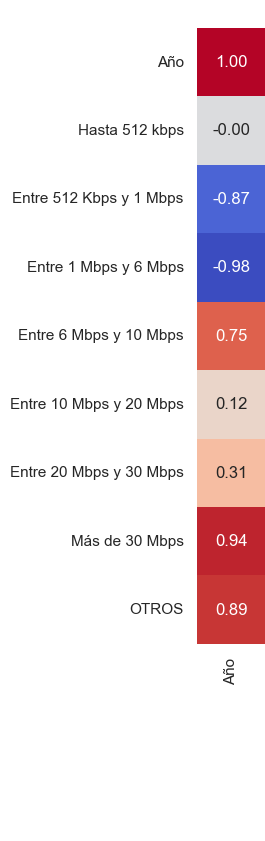 Año 1.00
Hasta 512 kbps -0.00
Entre 512 Kbps y 1 Mbps -0.87
Entre 1 Mbps y 6 Mbps -0.98
Entre 6 Mbps y 10 Mbps 0.75
Entre 10 Mbps y 20 Mbps 0.12
Entre 20 Mbps y 30 Mbps 0.31
Más de 30 Mbps 0.94
OTROS 0.89
Año